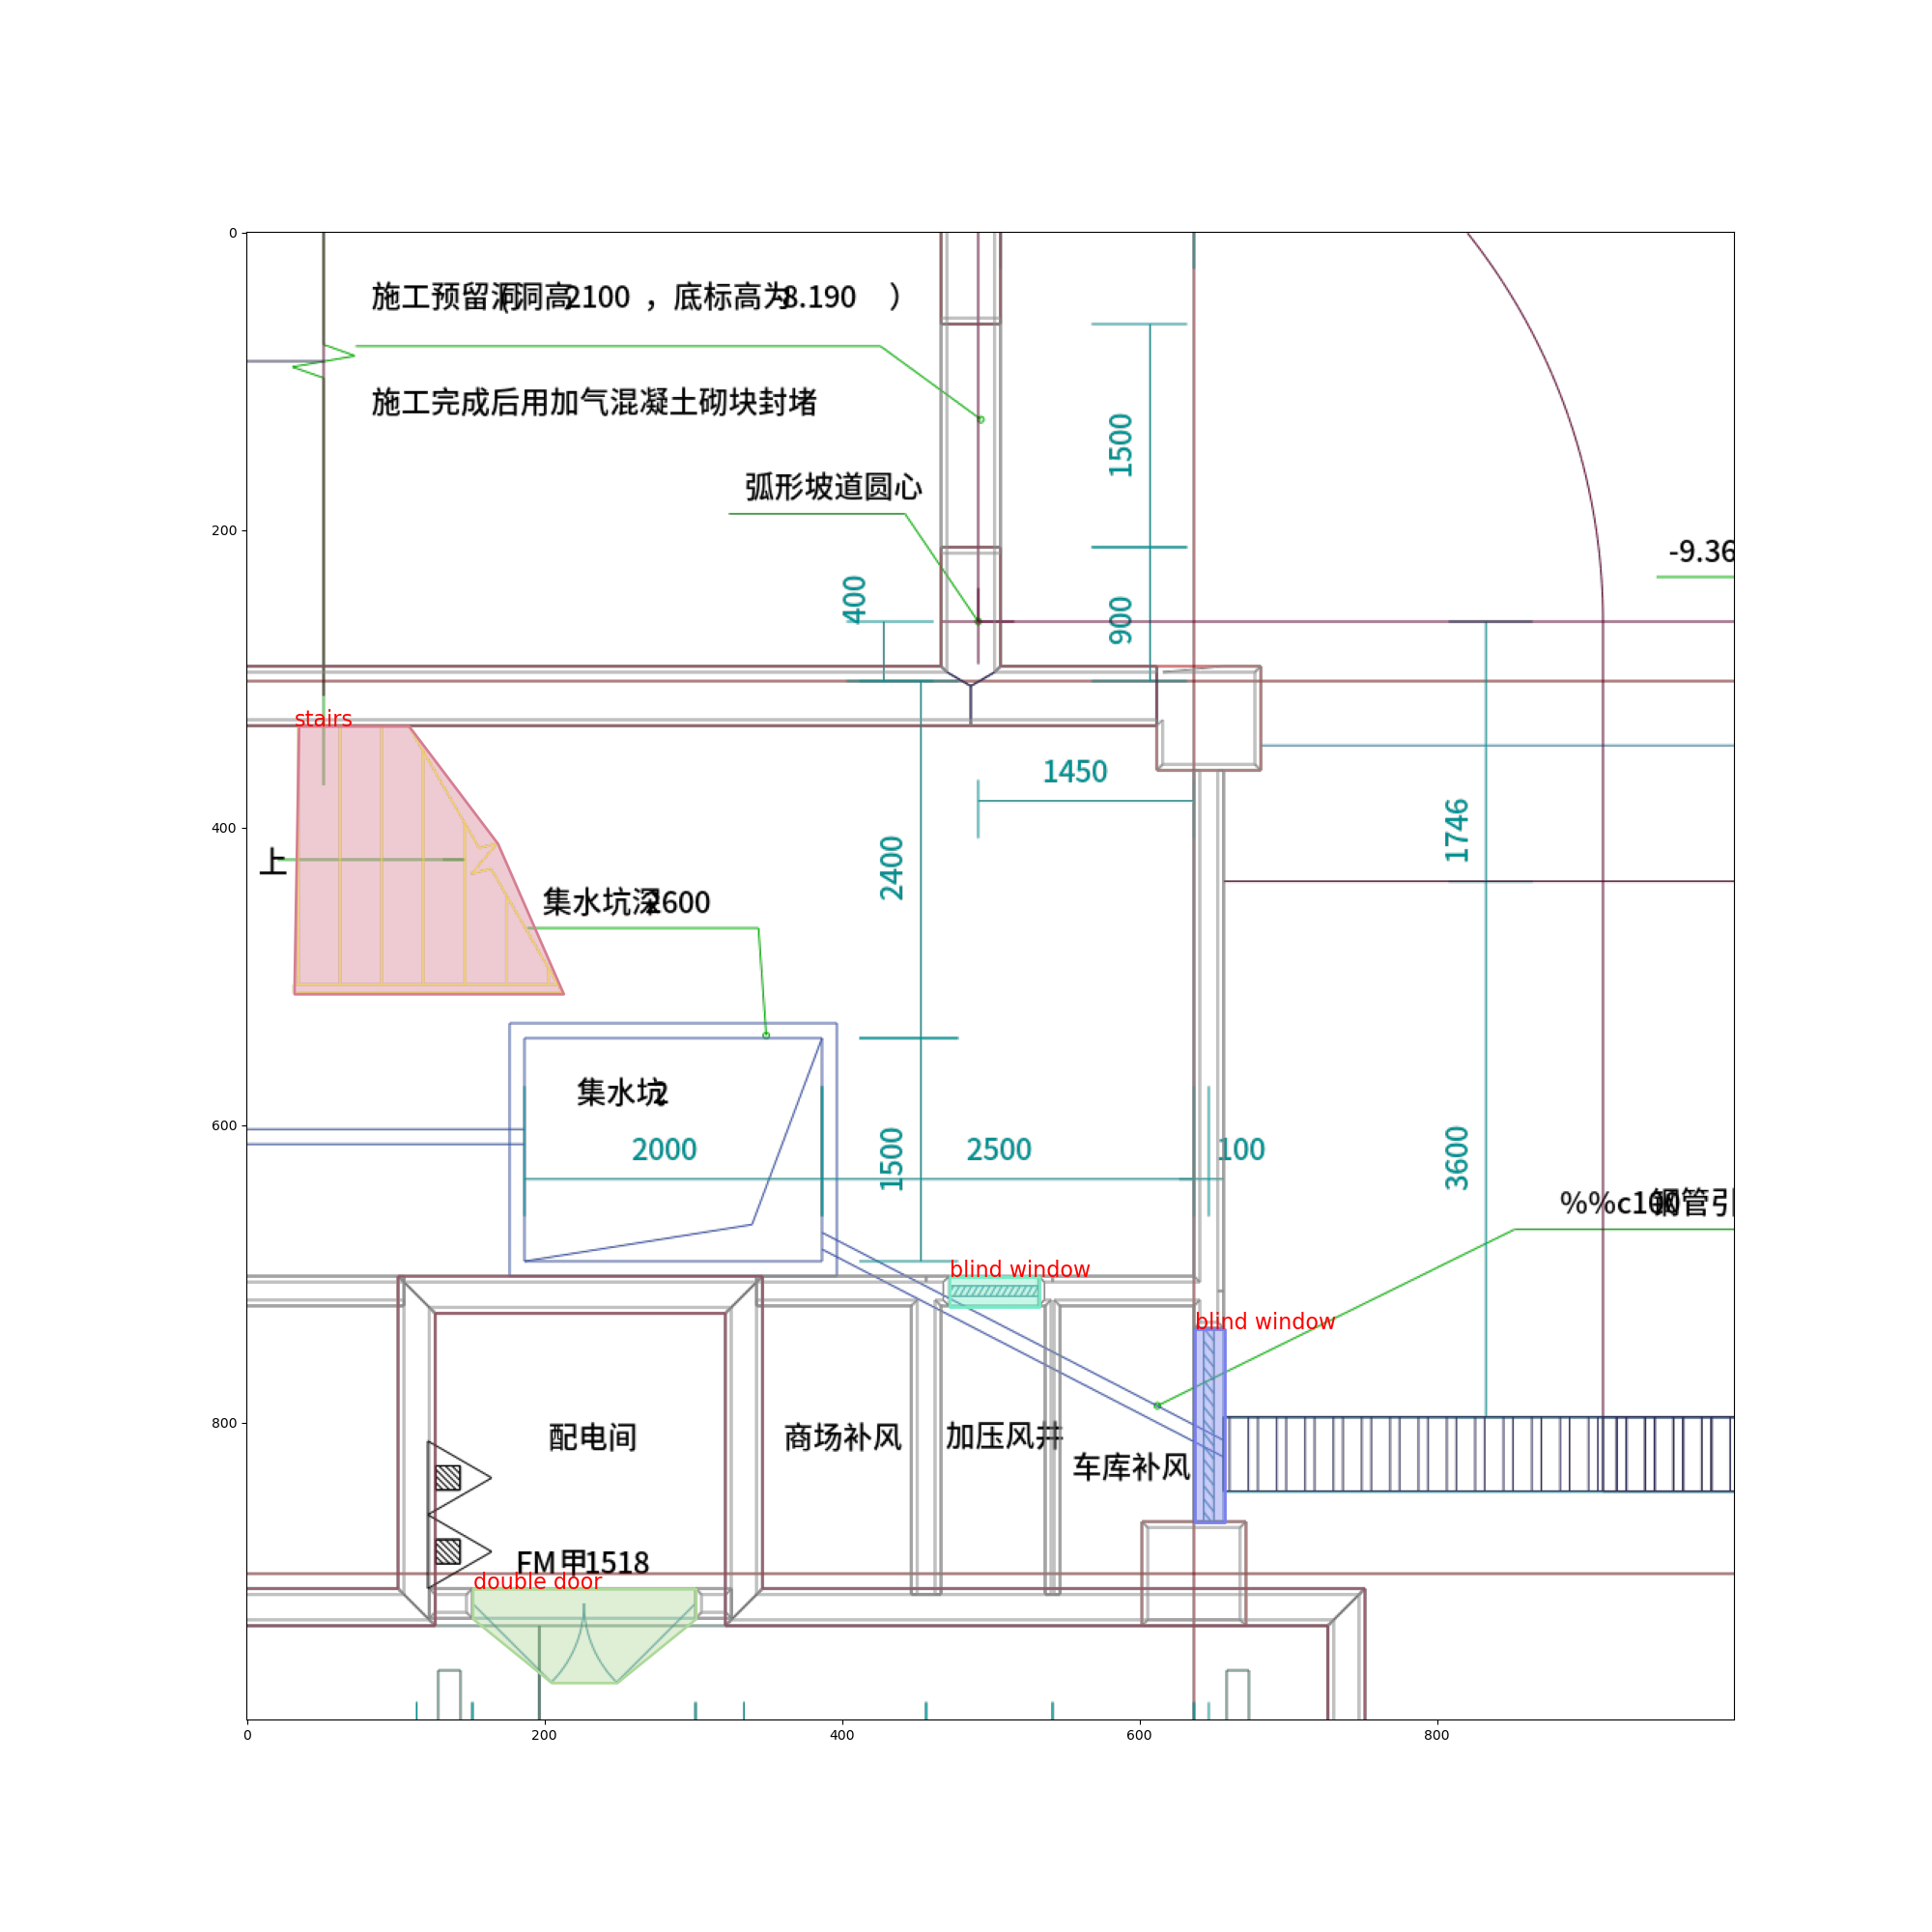 0
施工预留洞(洞高2100 ，底标高为-8.190 ）
施工完成后用加气混凝土砌块封堵
1500
弧形坡道圆心
200
-9.36
400
900
stairs
1450
400
上
2400
1746
集水坑深2600
集水坑2
600
2000
1500
2500
100
3600
%%c100钢管引
blind window
blind window
800
配电间
商场补风
加压风井
车库补风
FM甲1518
double door
0
200
400
600
800